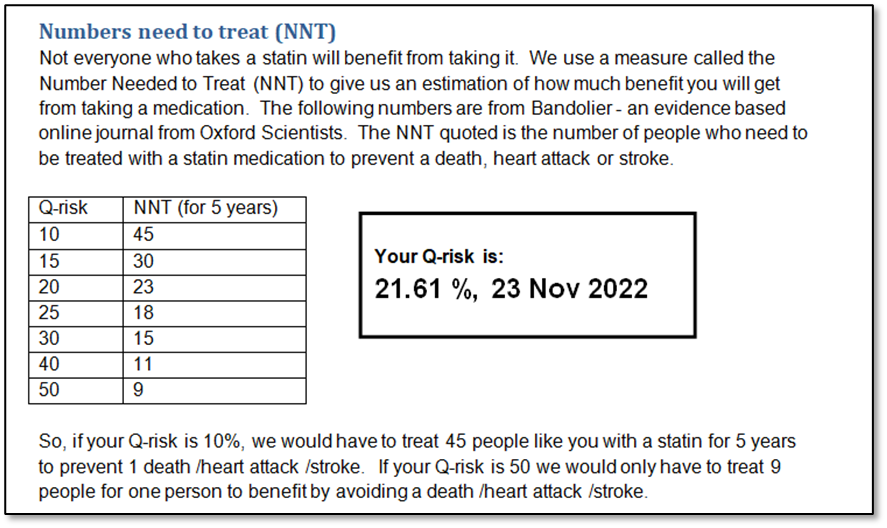 Numbers need to treat (NNT)
Not everyone who takes a statin will benefit from taking it. We use a measure called the
Number Needed to Treat (NNT) to give us an estimation of how much benefit you will get
from taking a medication. The following numbers are from Bandolier - an evidence based
online journal from Oxford Scientists. The NNT quoted is the number of people who need to
be treated with a statin medication to prevent a death, heart attack or stroke.
Q-risk NNT (for 5 years)
10 45
15 30
20 23
25 18
30 15
40 11
50 9
Your Q-risk is:
21.61 %, 23 Nov 2022
So, if your Q-risk is 10%, we would have to treat 45 people like you with a statin for 5 years
to prevent 1 death /heart attack /stroke. If your Q-risk is 50 we would only have to treat 9
people for one person to benefit by avoiding a death /heart attack /stroke.